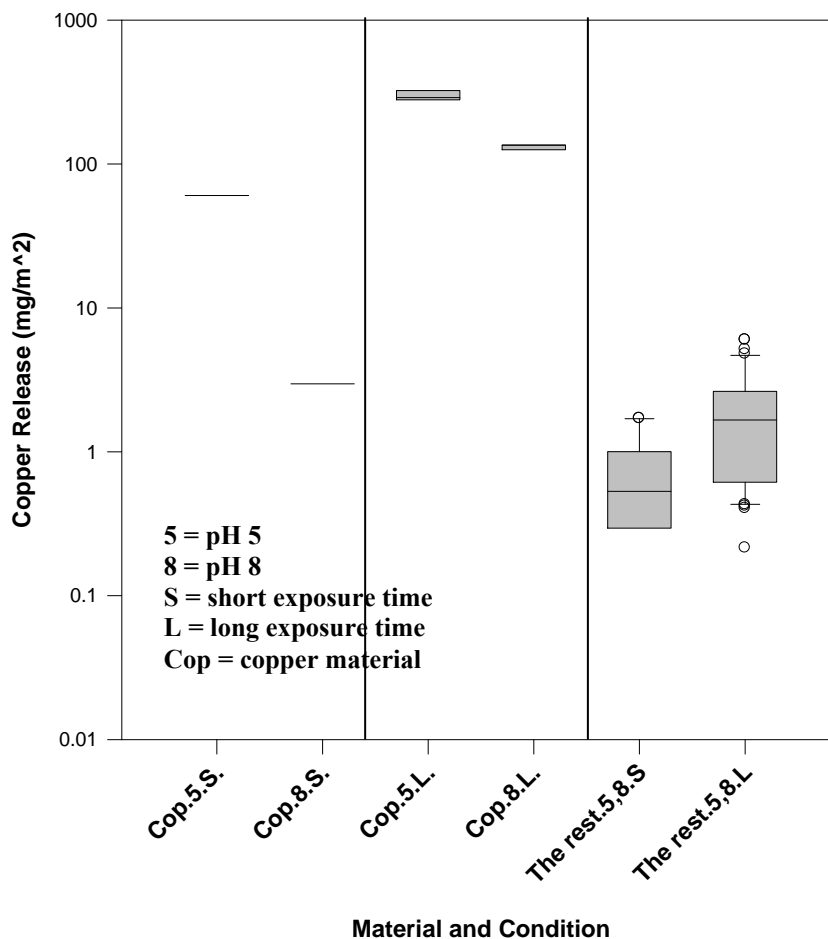 1000
100
10
1
0.1
0.01
Copper Release (mg/m^2)
5 = pH 5
8 = pH 8
S = short exposure time
L = long exposure time
Cop = copper material
Cop.5.S.
Cop.8.S.
Cop.5.L.
Cop.8.L.
The rest.5,8.S
The rest.5,8.L
Material and Condition